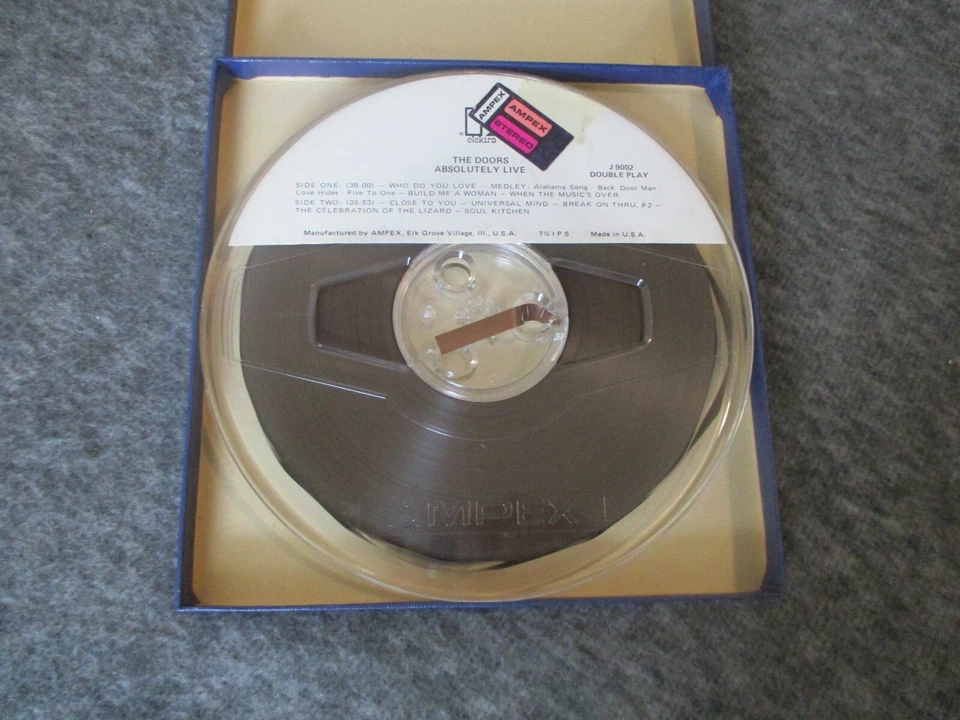 AMPEX
AMPEX
STEREO
elektra
THE DOORS
ABSOLUTELY LIVE
J 9002
DOUBLE PLAY
SIDE ONE: (38:00) — WHO DO YOU LOVE — MEDLEY: Alabama Song - Back Door Man -
Love Hides - Five To One — BUILD ME A WOMAN — WHEN THE MUSIC'S OVER
SIDE TWO: (39:53) — CLOSE TO YOU — UNIVERSAL MIND — BREAK ON THRU, #2 —
THE CELEBRATION OF THE LIZARD — SOUL KITCHEN
Manufactured by AMPEX, Elk Grove Village, Ill., U.S.A. 7½ I P S Made in U.S.A.
AMPEX